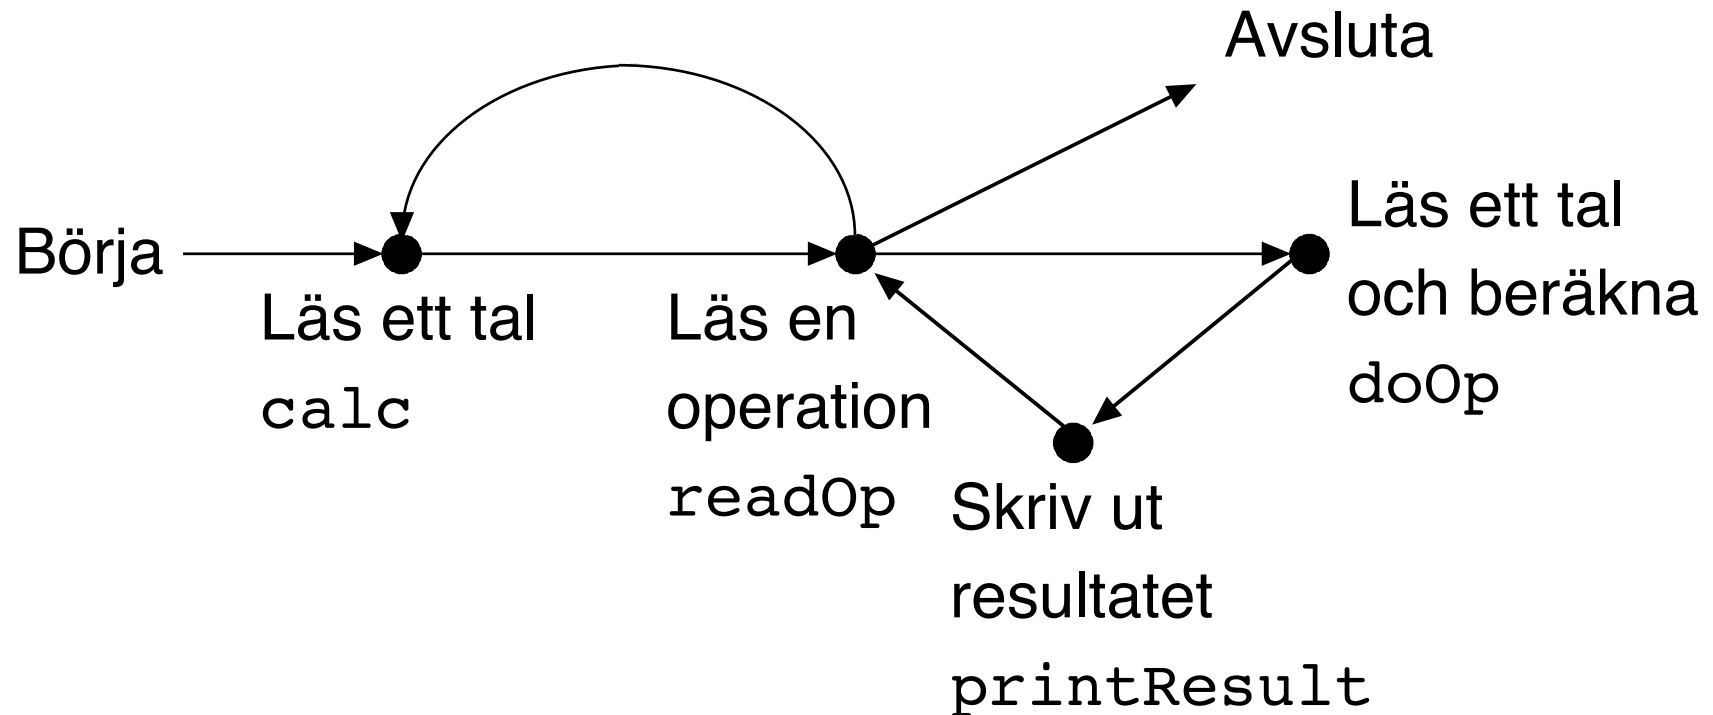 Avsluta
Börja
Läs ett tal
calc
Läs en
operation
readOp
Läs ett tal
och beräkna
doOp
Skriv ut
resultatet
printResult